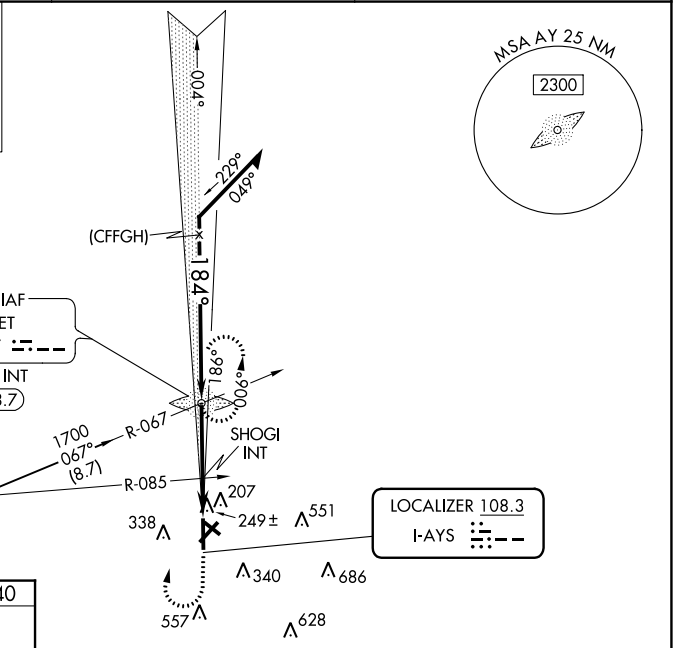 MSA AY 25 NM
2300
004°
229°
049°
(CFFGH)
184°
IAF
ET
INT
3.7)
186°
006°
1700
067°
(8.7)
R-067
SHOGI
INT
R-085
207
249±
551
338
LOCALIZER 108.3
I-AYS
340
686
40
557
628